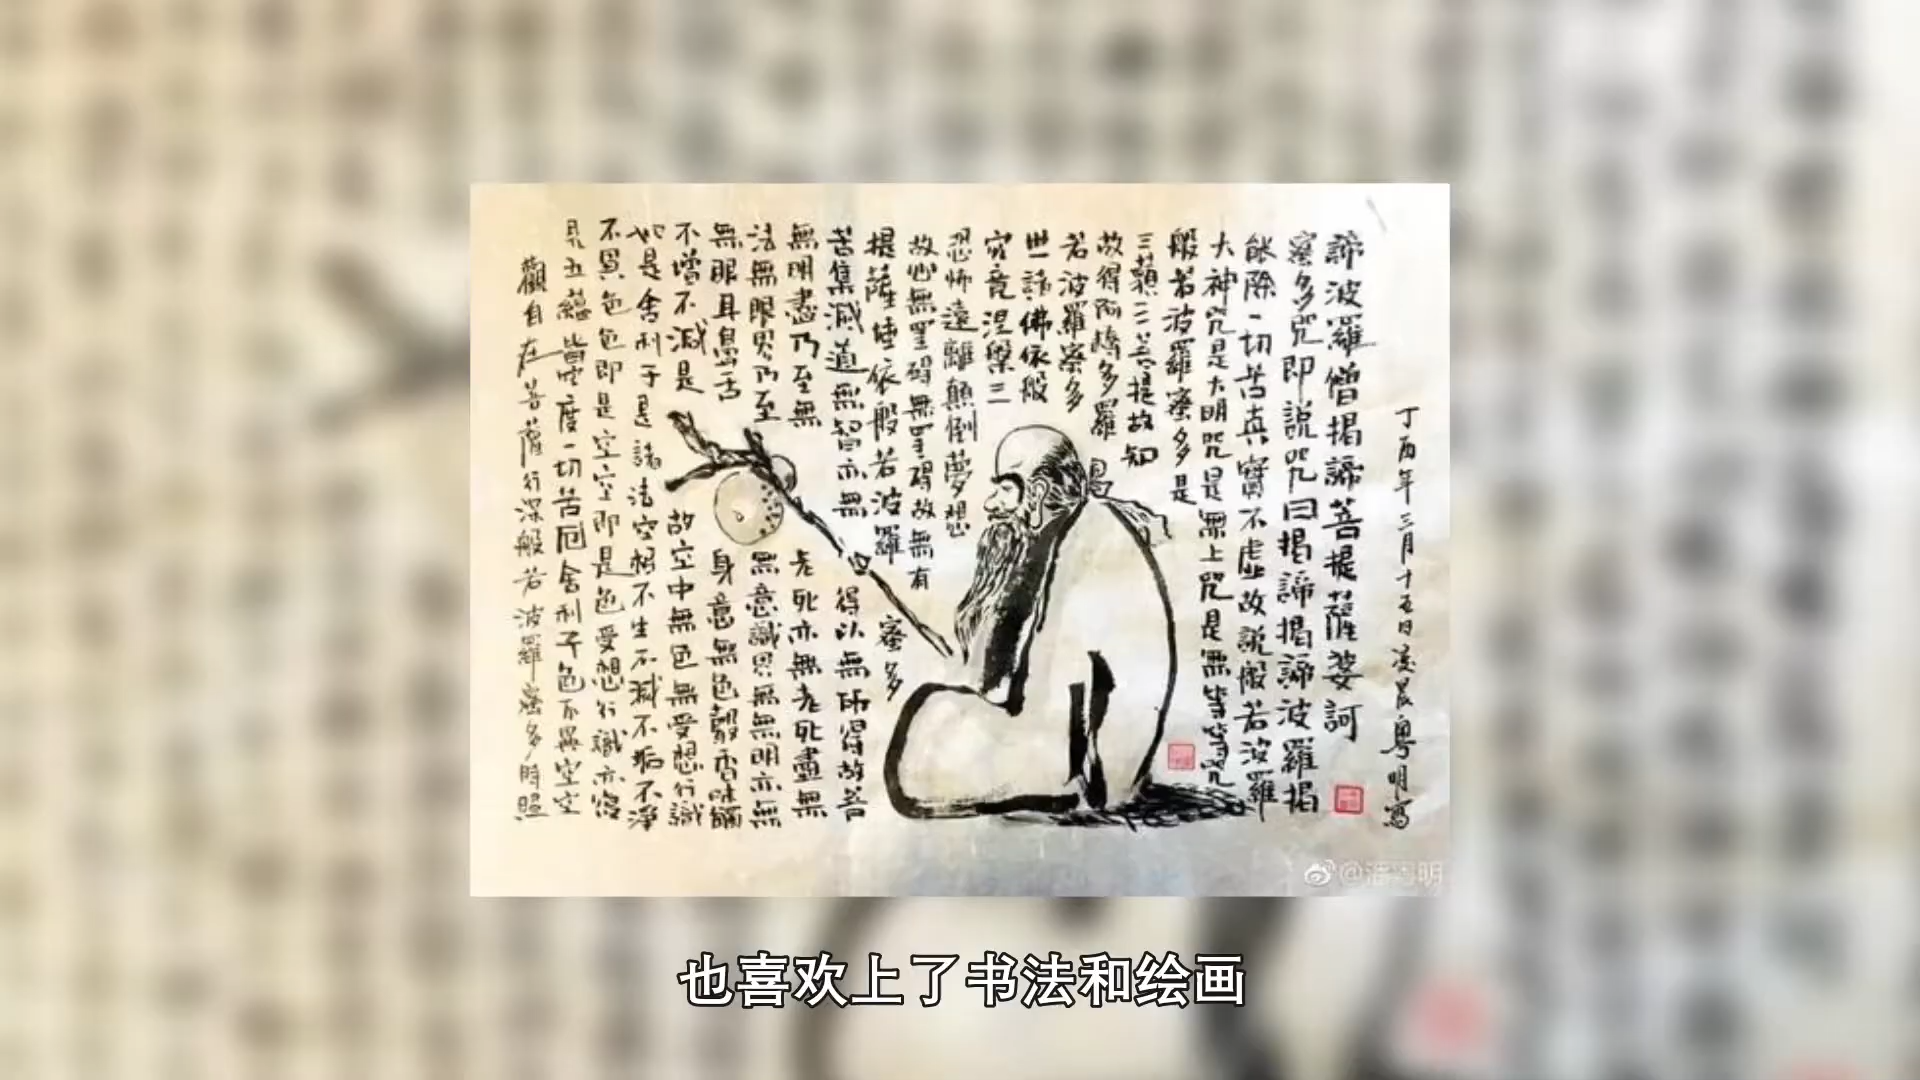 觀自在菩薩行深般若波羅蜜多時照
見五蘊皆空度一切苦厄舍利子色不異空空
不異色色即是空空即是色受想行識亦復
如是舍利子是諸法空相不生不滅不垢不淨
不增不減是故空中無色無受想行識
無眼耳鼻舌身意無色聲香味觸
法無眼界乃至無意識界無無明亦無
無明盡乃至無老死亦無老死盡無
苦集滅道無智亦無得以無所得故菩
提薩埵依般若波羅蜜多
故心無罣礙無罣礙故無有
恐怖遠離顛倒夢想
究竟涅槃三
世諸佛依般
若波羅蜜多
故得阿耨多羅
三藐三菩提故知
般若波羅蜜多是
大神咒是大明咒是無上咒是無等等咒
能除一切苦真實不虛故說般若波羅
蜜多咒即說咒曰揭諦揭諦波羅揭
諦波羅僧揭諦菩提薩婆訶
丁酉年三月十五日凌晨粤明寫
@潘粤明
也喜欢上了书法和绘画